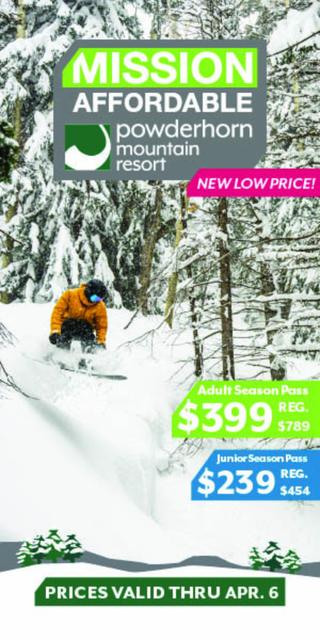 MISSION
AFFORDABLE
powderhorn
mountain
resort
NEW LOW PRICE!
Adult Season Pass
$399 REG.
$789
Junior Season Pass
$239 REG.
$454
PRICES VALID THRU APR. 6